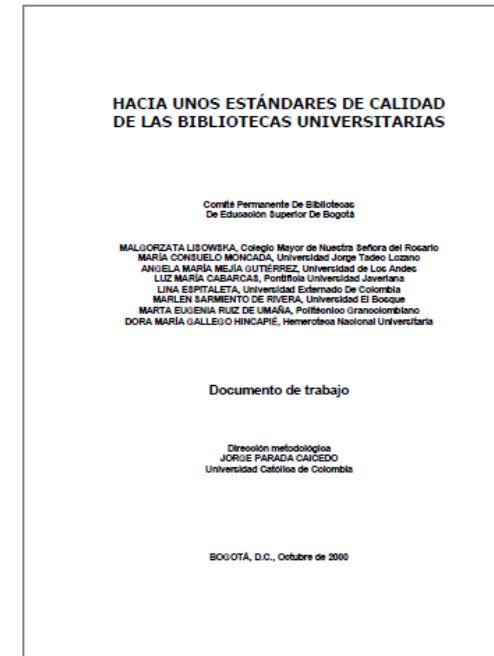 HACIA UNOS ESTÁNDARES DE CALIDAD
DE LAS BIBLIOTECAS UNIVERSITARIAS
Comité Permanente De Bibliotecas
De Educación Superior De Bogotá
MALGORZATA LISOWSKA, Colegio Mayor de Nuestra Señora del Rosario
MARÍA CONSUELO MONCADA, Universidad Jorge Tadeo Lozano
ANGELA MARÍA MEJÍA GUTIÉRREZ, Universidad de Los Andes
LUZ MARÍA CABARCAS, Pontificia Universidad Javeriana
LINA ESPITALETA, Universidad Externado De Colombia
MARLEN SARMIENTO DE RIVERA, Universidad El Bosque
MARTA EUGENIA RUIZ DE UMAÑA, Politécnico Grancolombiano
DORA MARÍA GALLEGO HINCAPIÉ, Hemeroteca Nacional Universitaria
Documento de trabajo
Dirección metodológica
JORGE PARADA CAICEDO
Universidad Católica de Colombia
BOGOTÁ, D.C., Octubre de 2000